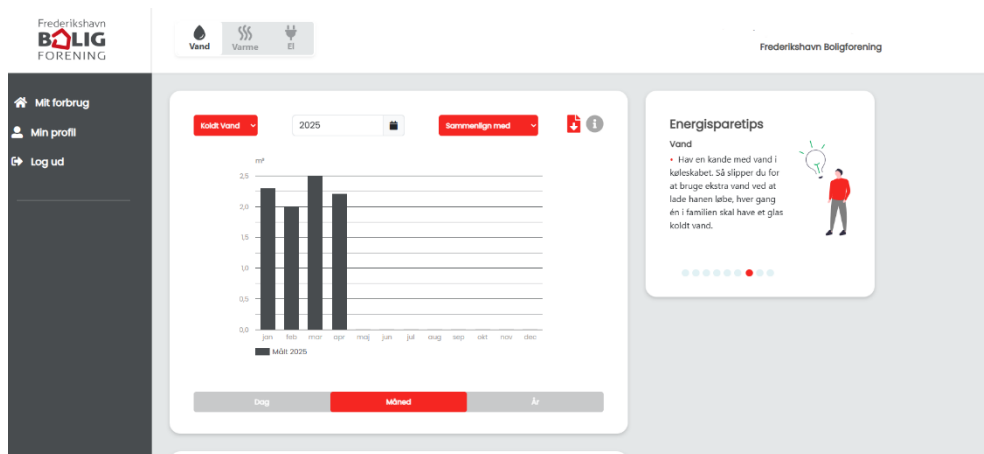 Frederikshavn
BOLIG
FORENING
Vand
Varme
El
Frederikshavn Boligforening
Mit forbrug
Min profil
Log ud
Koldt Vand
2025
Sammenlign med
m³
2,5
2,0
1,5
1,0
0,5
0,0
jan feb mar apr maj jun jul aug sep okt nov dec
Målt 2025
Dag
Måned
År
Energisparetips
Vand
• Hav en kande med vand i
køleskabet. Så slipper du for
at bruge ekstra vand ved at
lade hanen løbe, hver gang
én i familien skal have et glas
koldt vand.